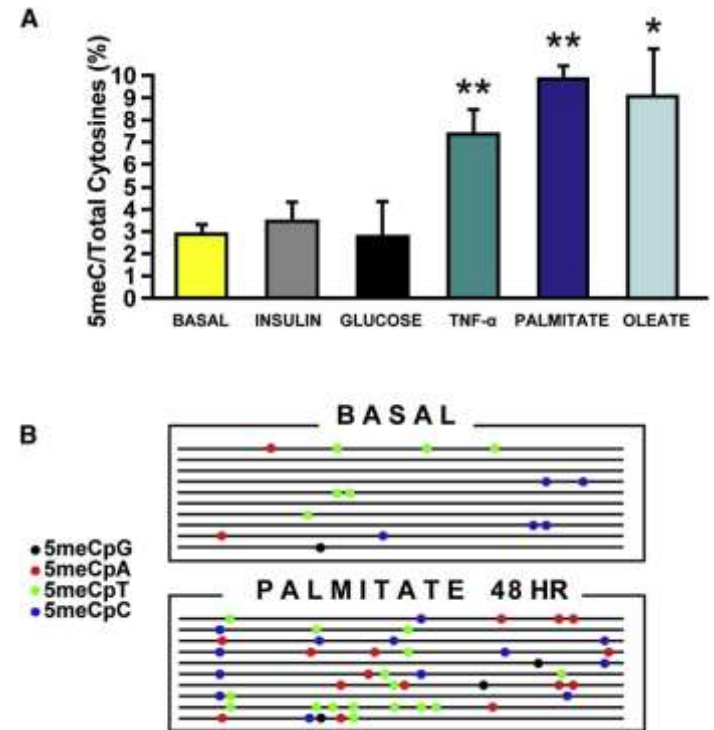 A
5meC/Total Cytosines (%)
**
**
*
10
9
8
7
6
5
4
3
2
1
0
BASAL INSULIN GLUCOSE TNF-α PALMITATE OLEATE
B
BASAL
5meCpG
5meCpA
5meCpT
5meCpC
PALMITATE 48 HR